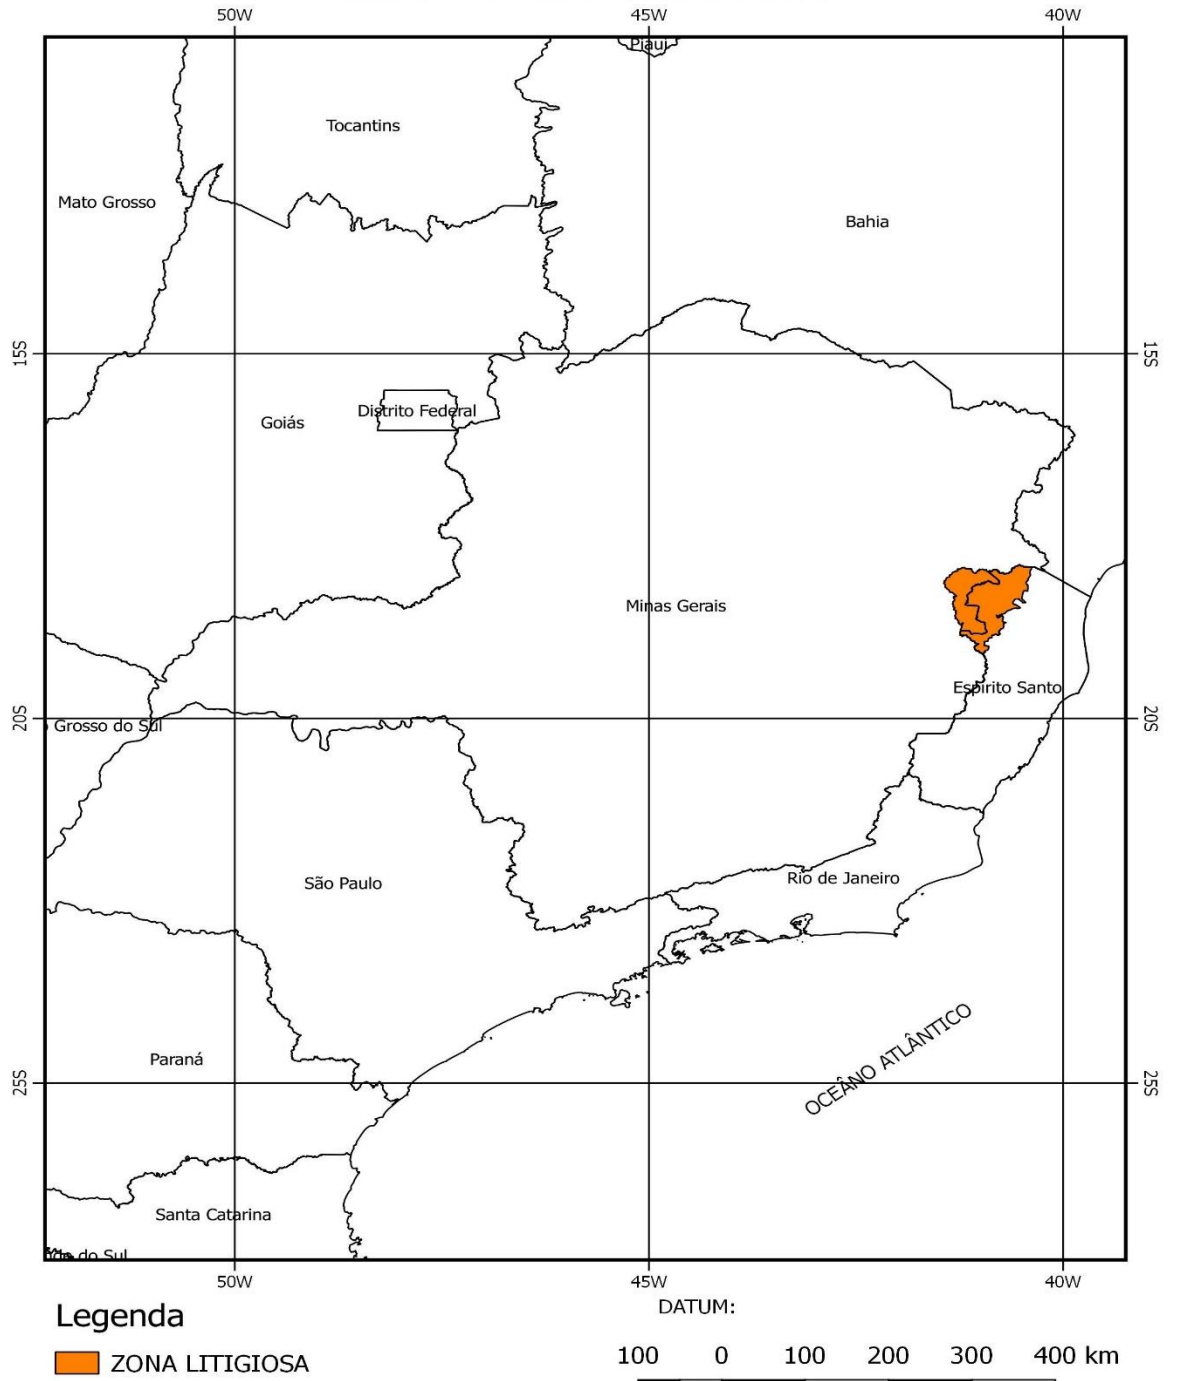 50W 45W 40W
Piauí
Tocantins
Mato Grosso
Bahia
15S 15S
Distrito Federal
Goiás
Minas Gerais
Espírito Santo
20S 20S
Grosso do Sul
Rio de Janeiro
São Paulo
OCEÂNO ATLÂNTICO
Paraná
25S 25S
Santa Catarina
do Sul
50W 45W 40W
Legenda
DATUM:
ZONA LITIGIOSA
100 0 100 200 300 400 km